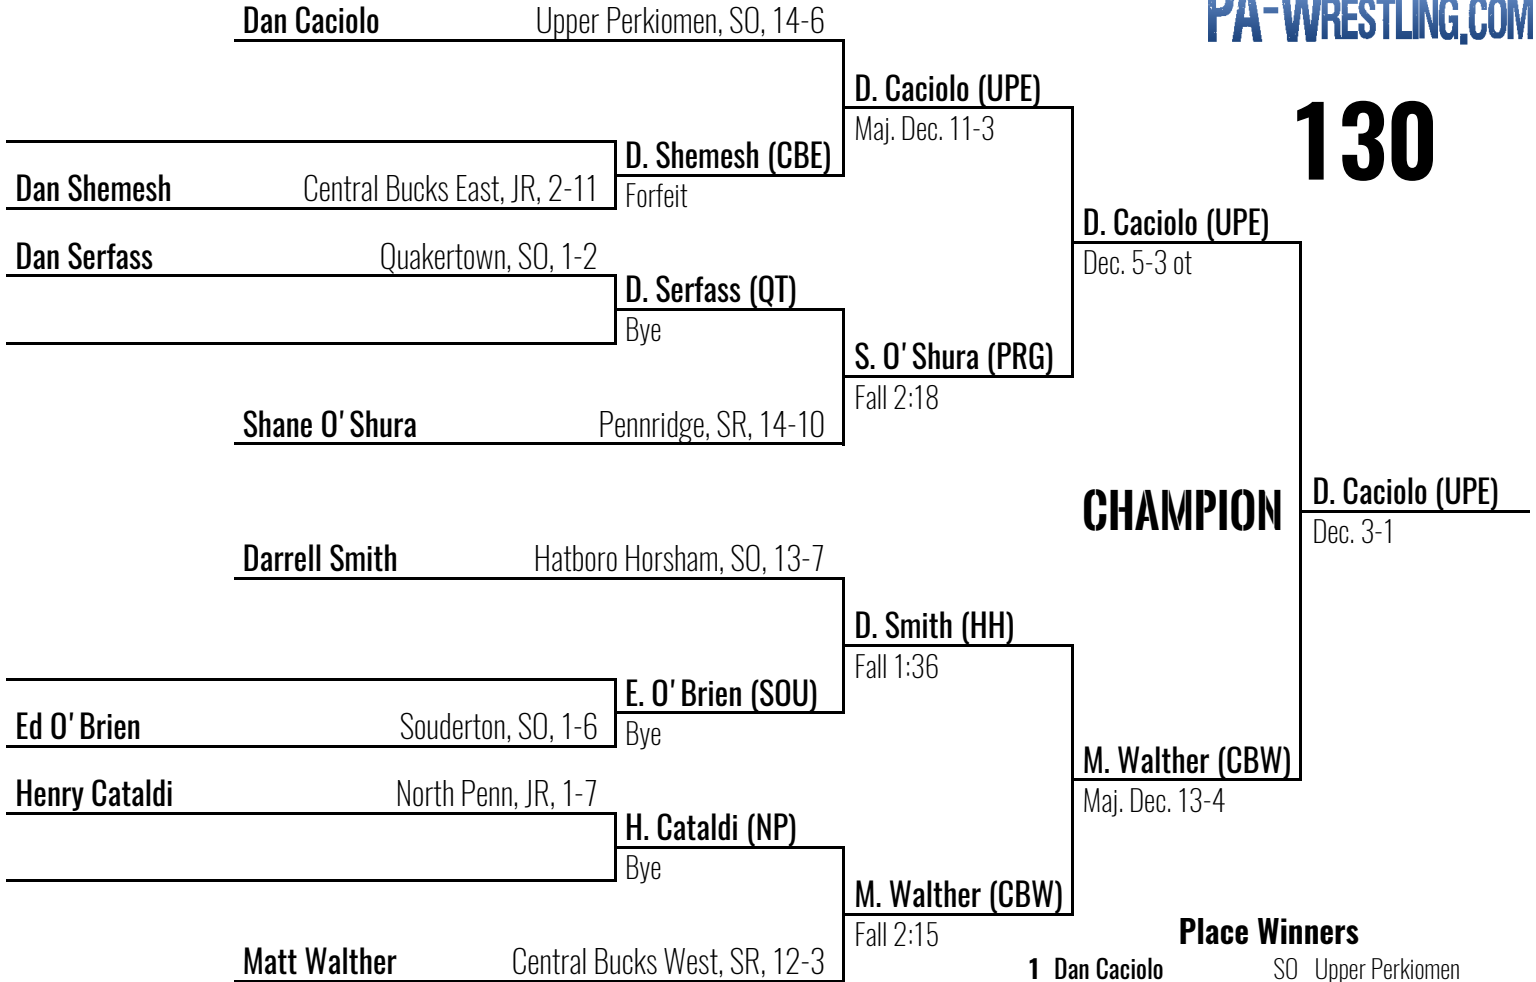 Dan Caciolo Upper Perkiomen, SO, 14-6
PA-WRESTLING.COM
D. Caciolo (UPE)
Maj. Dec. 11-3
130
D. Shemesh (CBE)
Dan Shemesh Central Bucks East, JR, 2-11
Forfeit
D. Caciolo (UPE)
Dec. 5-3 ot
Dan Serfass Quakertown, SO, 1-2
D. Serfass (QT)
Bye
S. O'Shura (PRG)
Fall 2:18
Shane O'Shura Pennridge, SR, 14-10
CHAMPION
D. Caciolo (UPE)
Dec. 3-1
Darrell Smith Hatboro Horsham, SO, 13-7
D. Smith (HH)
Fall 1:36
E. O'Brien (SOU)
Ed O'Brien Souderton, SO, 1-6
Bye
M. Walther (CBW)
Maj. Dec. 13-4
Henry Cataldi North Penn, JR, 1-7
H. Cataldi (NP)
Bye
M. Walther (CBW)
Fall 2:15
Matt Walther Central Bucks West, SR, 12-3
Place Winners
1 Dan Caciolo SO Upper Perkiomen